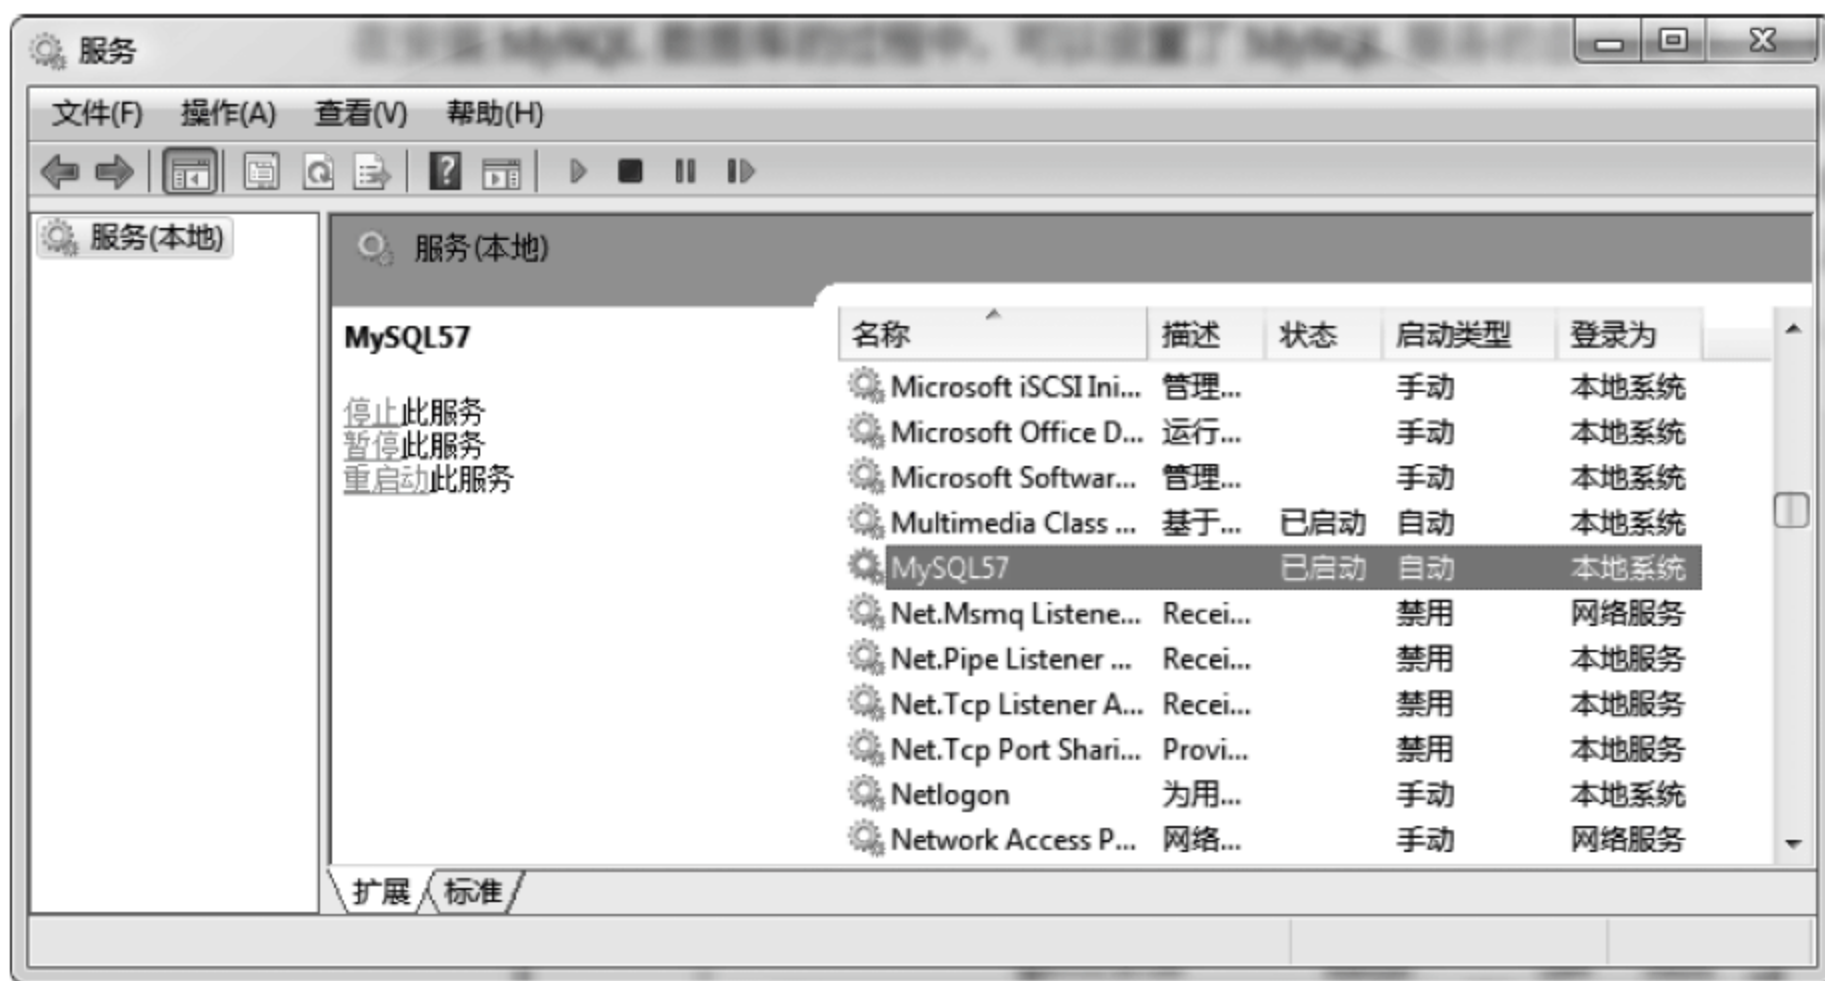 服务
文件(F) 操作(A) 查看(V) 帮助(H)
服务(本地)
服务(本地)
MySQL57
停止此服务
暂停此服务
重启动此服务
名称 描述 状态 启动类型 登录为
Microsoft iSCSI Ini... 管理... 手动 本地系统
Microsoft Office D... 运行... 手动 本地系统
Microsoft Softwar... 管理... 手动 本地系统
Multimedia Class ... 基于... 已启动 自动 本地系统
MySQL57 已启动 自动 本地系统
Net.Msmq Listene... Recei... 禁用 网络服务
Net.Pipe Listener ... Recei... 禁用 本地服务
Net.Tcp Listener A... Recei... 禁用 本地服务
Net.Tcp Port Shari... Provi... 禁用 本地服务
Netlogon 为用... 手动 本地系统
Network Access P... 网络... 手动 网络服务
扩展 标准